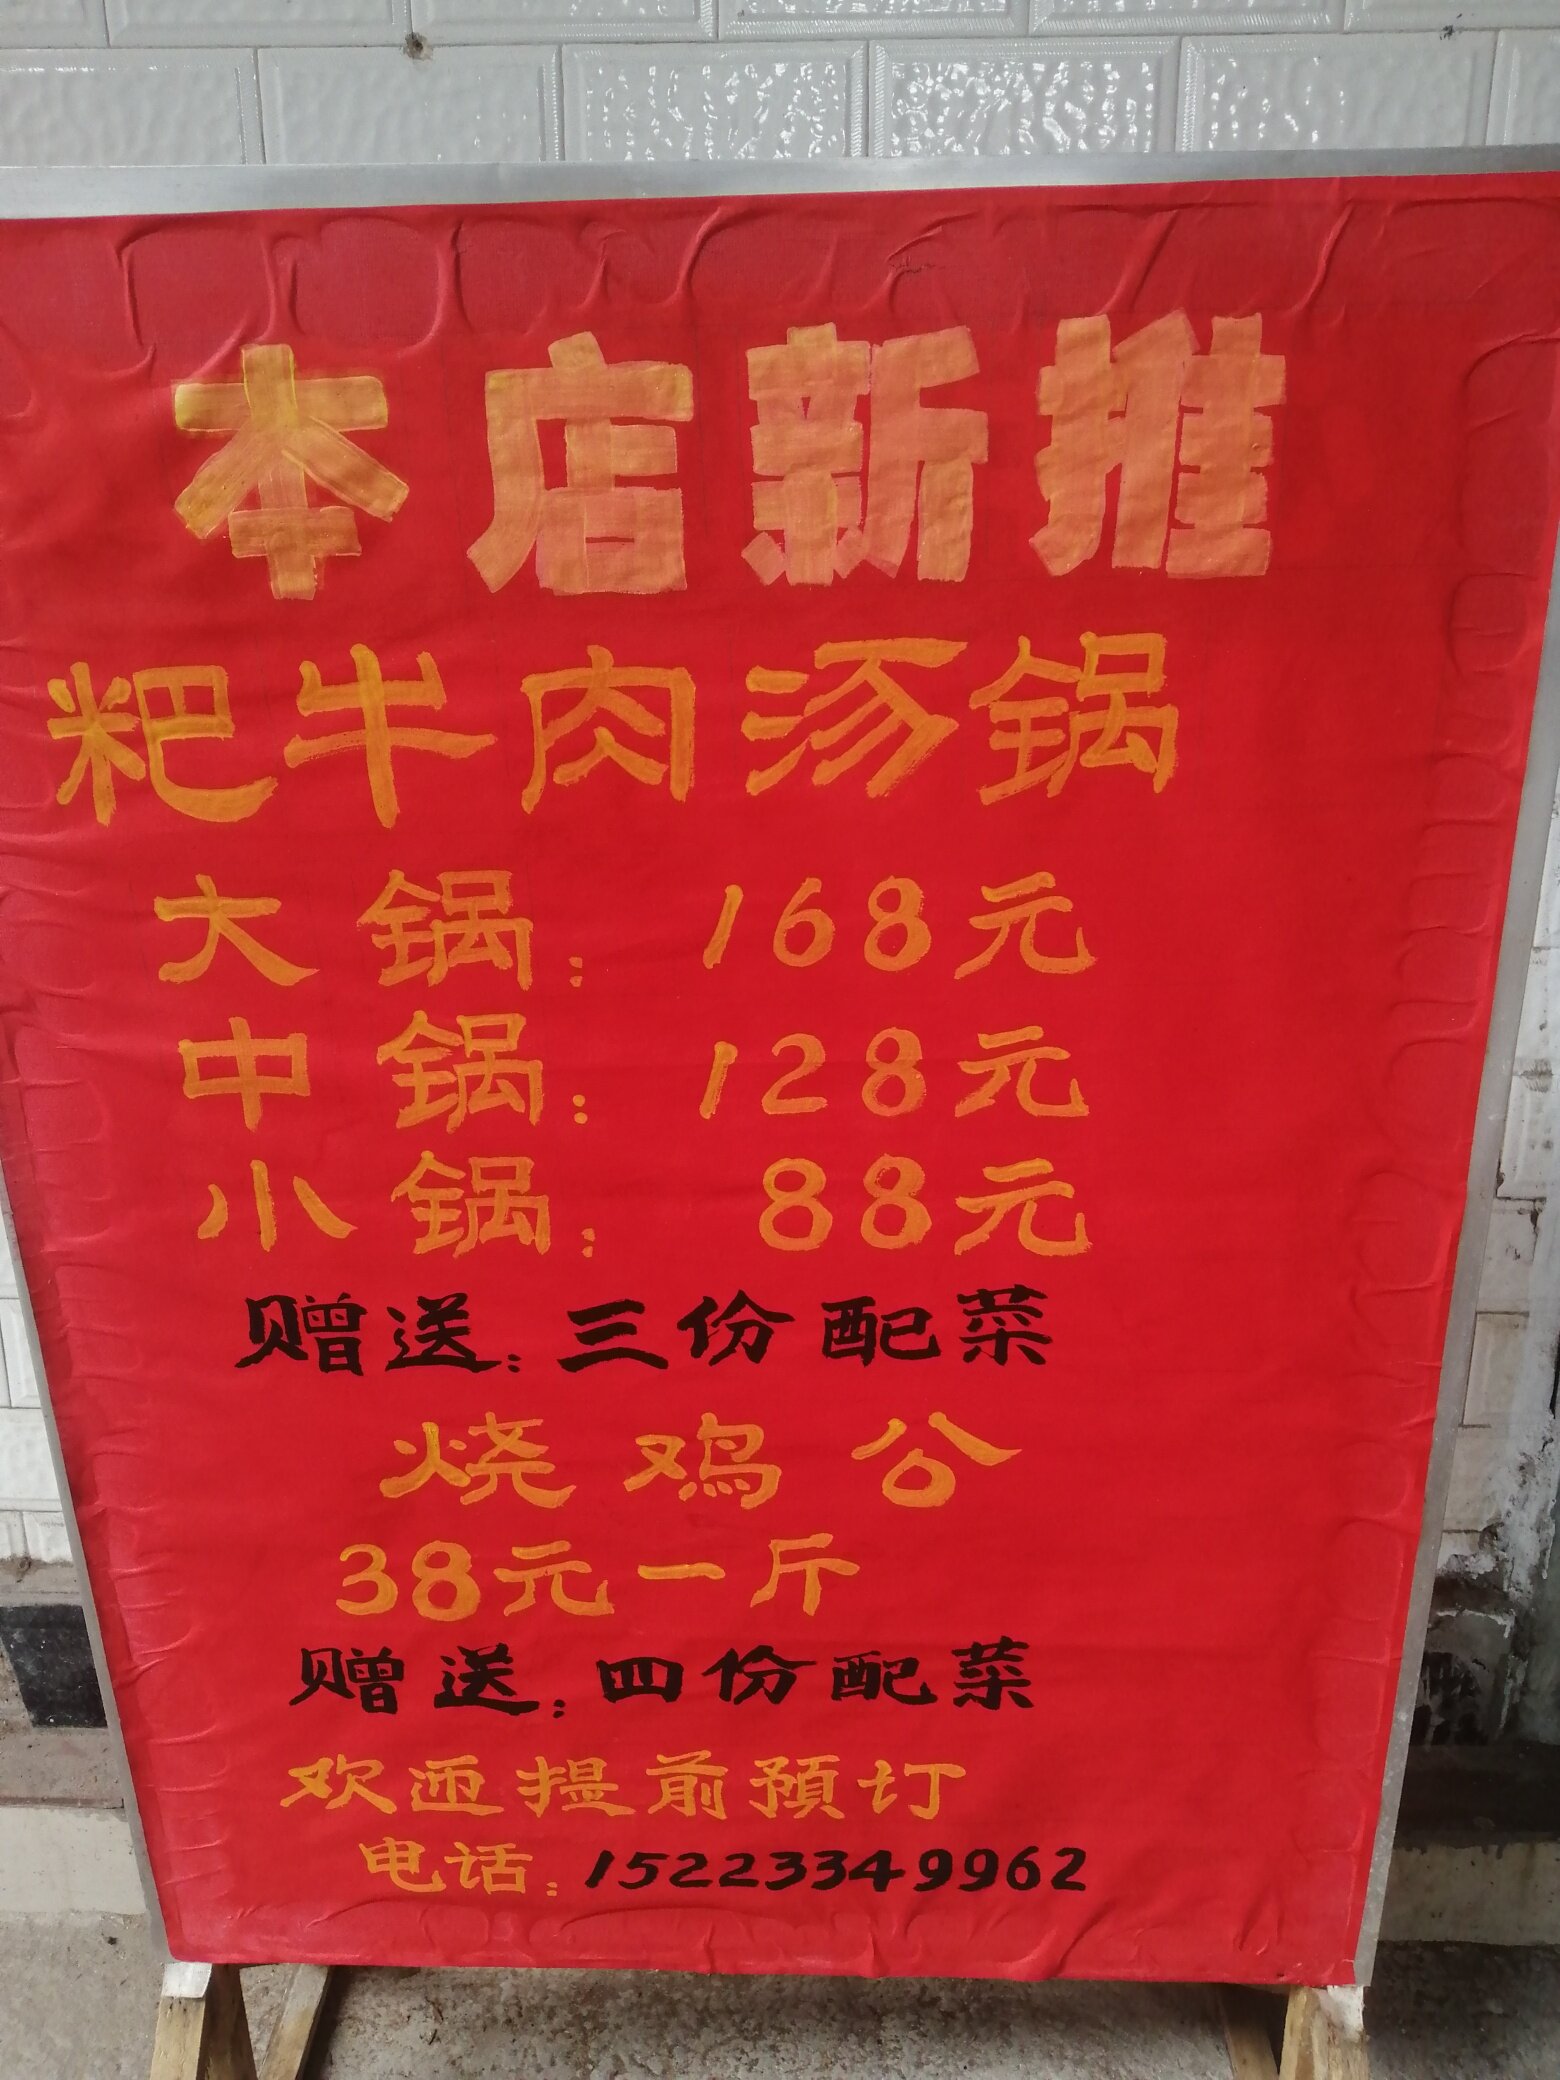 本店新推
粑牛肉汤锅
大锅:168元
中锅:128元
小锅:88元
赠送:三份配菜
烧鸡公
38元一斤
赠送:四份配菜
欢迎提前預订
电话:15223349962